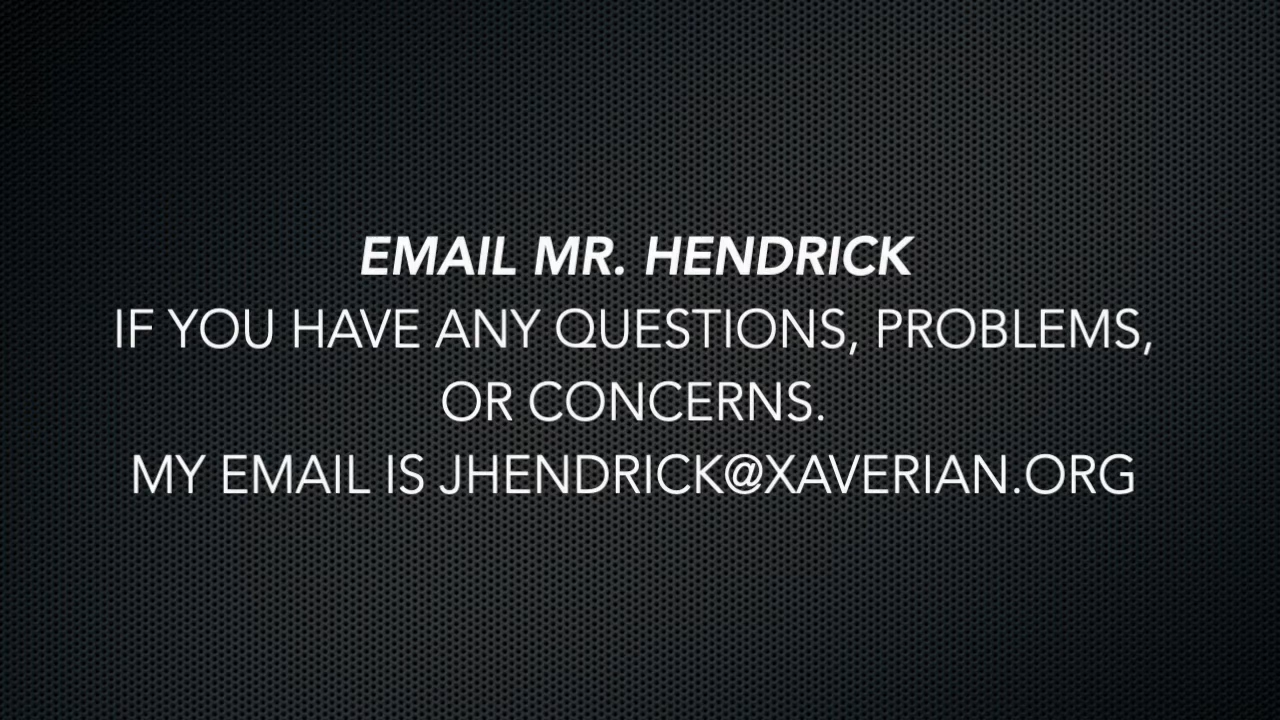 EMAIL MR. HENDRICK
IF YOU HAVE ANY QUESTIONS, PROBLEMS,
OR CONCERNS.
MY EMAIL IS JHENDRICK@XAVERIAN.ORG